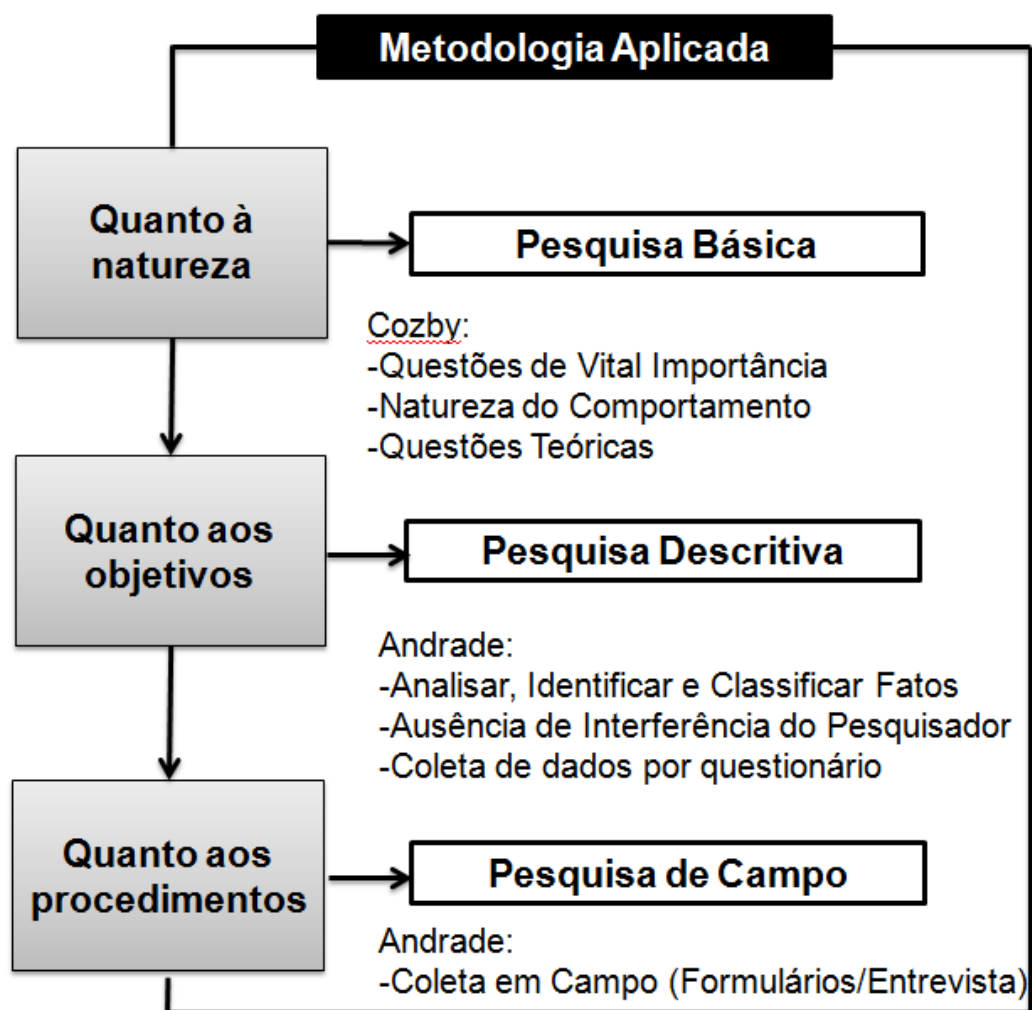 Metodologia Aplicada
Quanto à
natureza
Pesquisa Básica
Cozby:
-Questões de Vital Importância
-Natureza do Comportamento
-Questões Teóricas
Quanto aos
objetivos
Pesquisa Descritiva
Andrade:
-Analisar, Identificar e Classificar Fatos
-Ausência de Interferência do Pesquisador
-Coleta de dados por questionário
Quanto aos
procedimentos
Pesquisa de Campo
Andrade:
-Coleta em Campo (Formulários/Entrevista)